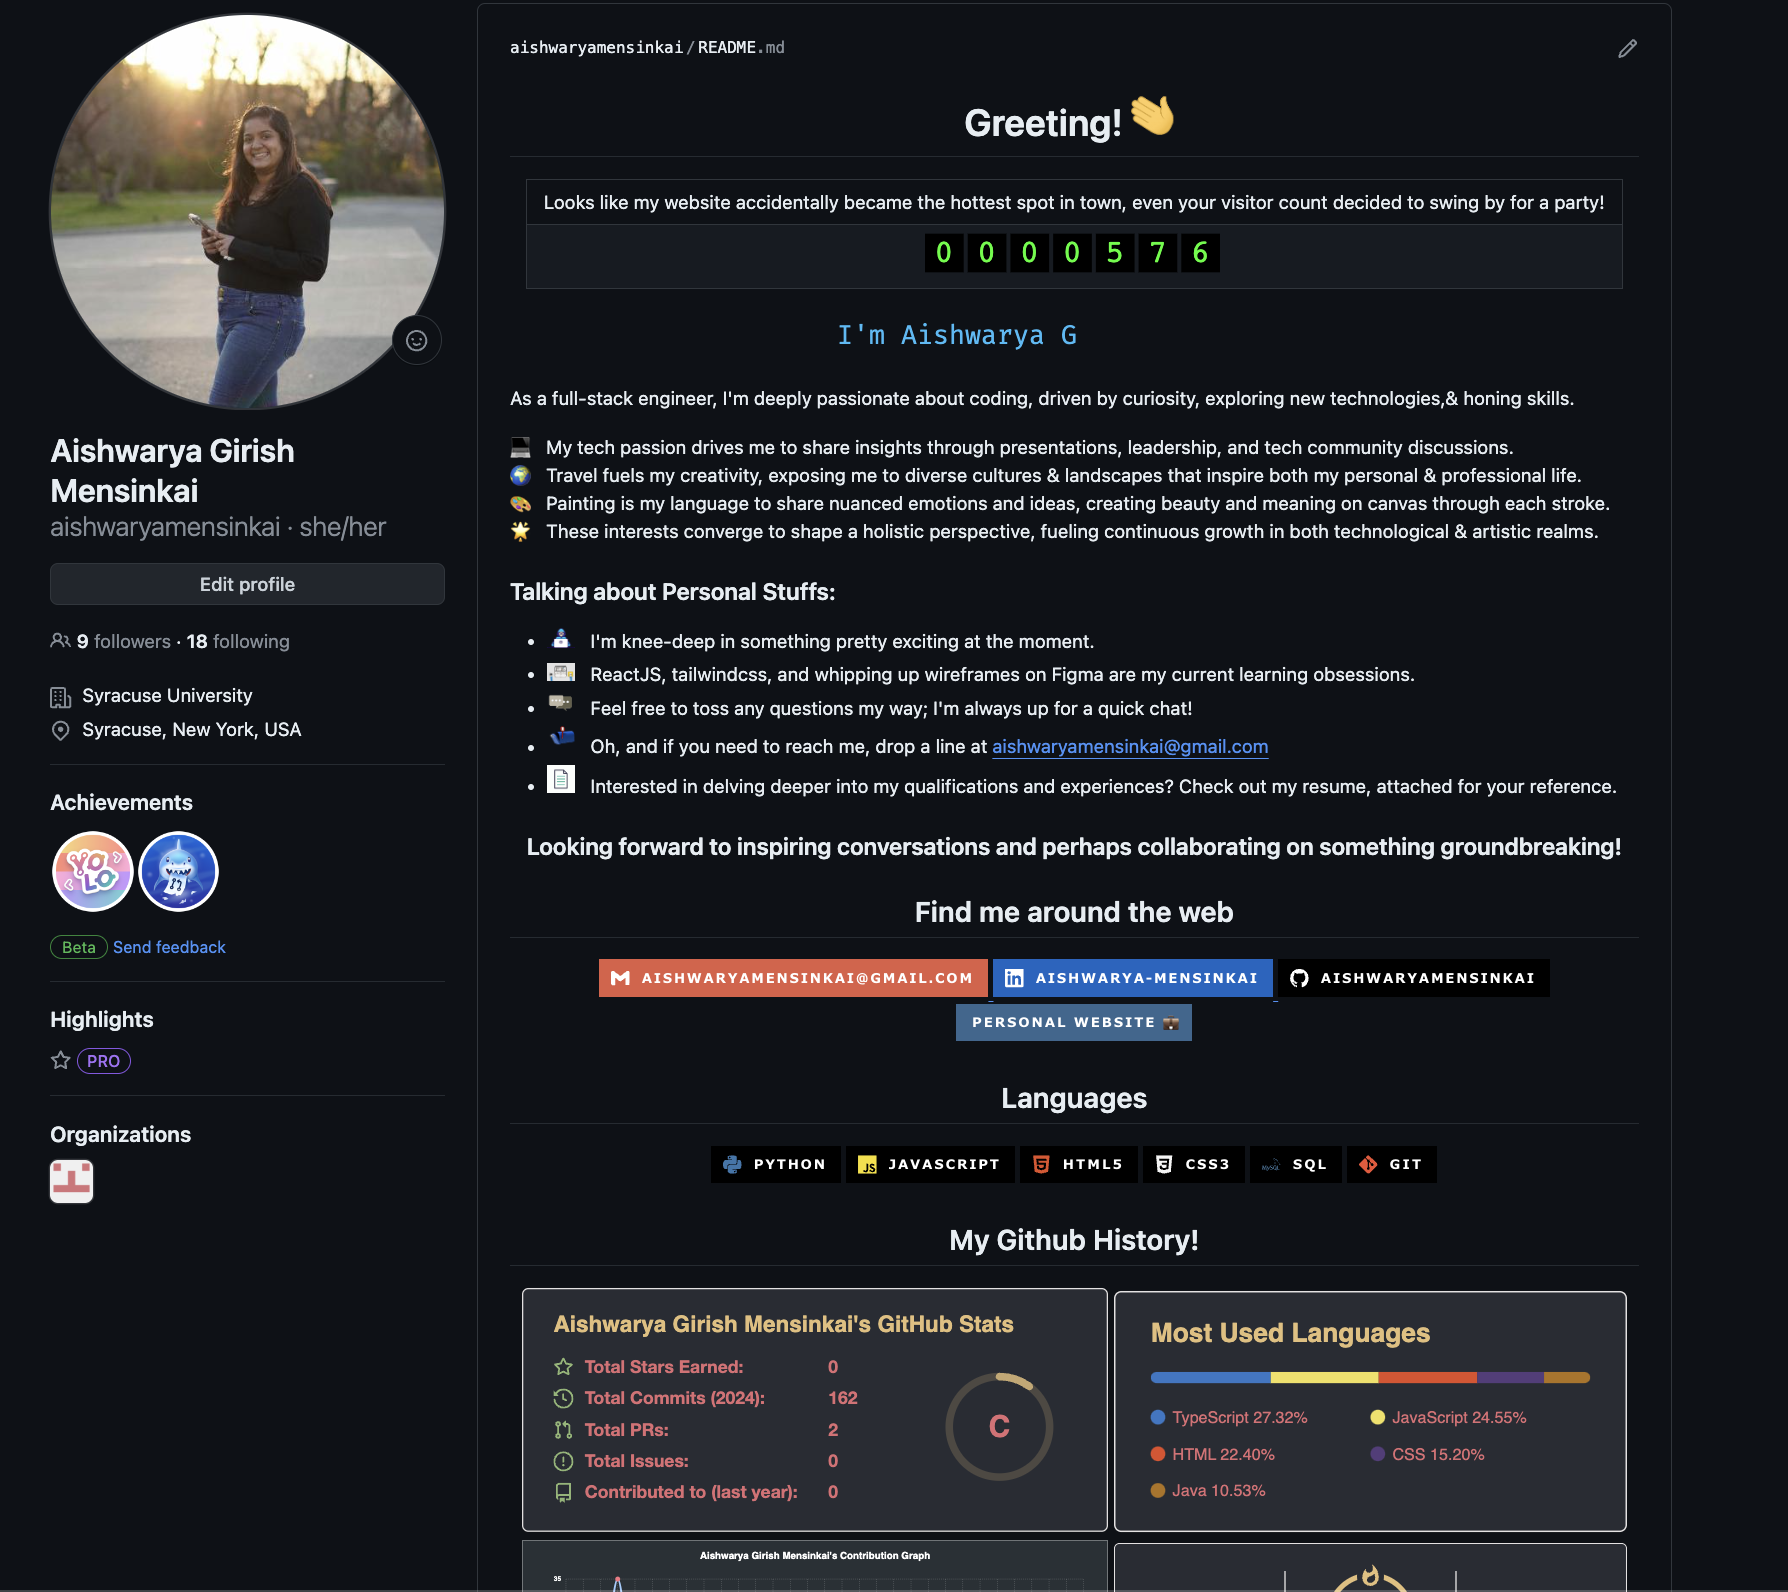 Aishwarya Girish
Mensinkai
aishwaryamensinkai · she/her
Edit profile
9 followers · 18 following
Syracuse University
Syracuse, New York, USA
Achievements
YOLO
Beta Send feedback
Highlights
PRO
Organizations
aishwaryamensinkai/README.md
Greeting! 👋
Looks like my website accidentally became the hottest spot in town, even your visitor count decided to swing by for a party!
0 0 0 0 5 7 6
I'm Aishwarya G
As a full-stack engineer, I'm deeply passionate about coding, driven by curiosity, exploring new technologies,& honing skills.
💻 My tech passion drives me to share insights through presentations, leadership, and tech community discussions.
🌍 Travel fuels my creativity, exposing me to diverse cultures & landscapes that inspire both my personal & professional life.
🎨 Painting is my language to share nuanced emotions and ideas, creating beauty and meaning on canvas through each stroke.
🌟 These interests converge to shape a holistic perspective, fueling continuous growth in both technological & artistic realms.
Talking about Personal Stuffs:
• I'm knee-deep in something pretty exciting at the moment.
• ReactJS, tailwindcss, and whipping up wireframes on Figma are my current learning obsessions.
• Feel free to toss any questions my way; I'm always up for a quick chat!
• Oh, and if you need to reach me, drop a line at aishwaryamensinkai@gmail.com
• Interested in delving deeper into my qualifications and experiences? Check out my resume, attached for your reference.
Looking forward to inspiring conversations and perhaps collaborating on something groundbreaking!
Find me around the web
AISHWARYAMENSINKAI@GMAIL.COM in AISHWARYA-MENSINKAI AISHWARYAMENSINKAI
PERSONAL WEBSITE 💼
Languages
PYTHON JS JAVASCRIPT HTML5 CSS3 MySQL SQL GIT
My Github History!
Aishwarya Girish Mensinkai's GitHub Stats
Total Stars Earned: 0
Total Commits (2024): 162
Total PRs: 2
Total Issues: 0
Contributed to (last year): 0
C
Most Used Languages
TypeScript 27.32% JavaScript 24.55%
HTML 22.40% CSS 15.20%
Java 10.53%
Aishwarya Girish Mensinkai's Contribution Graph
35